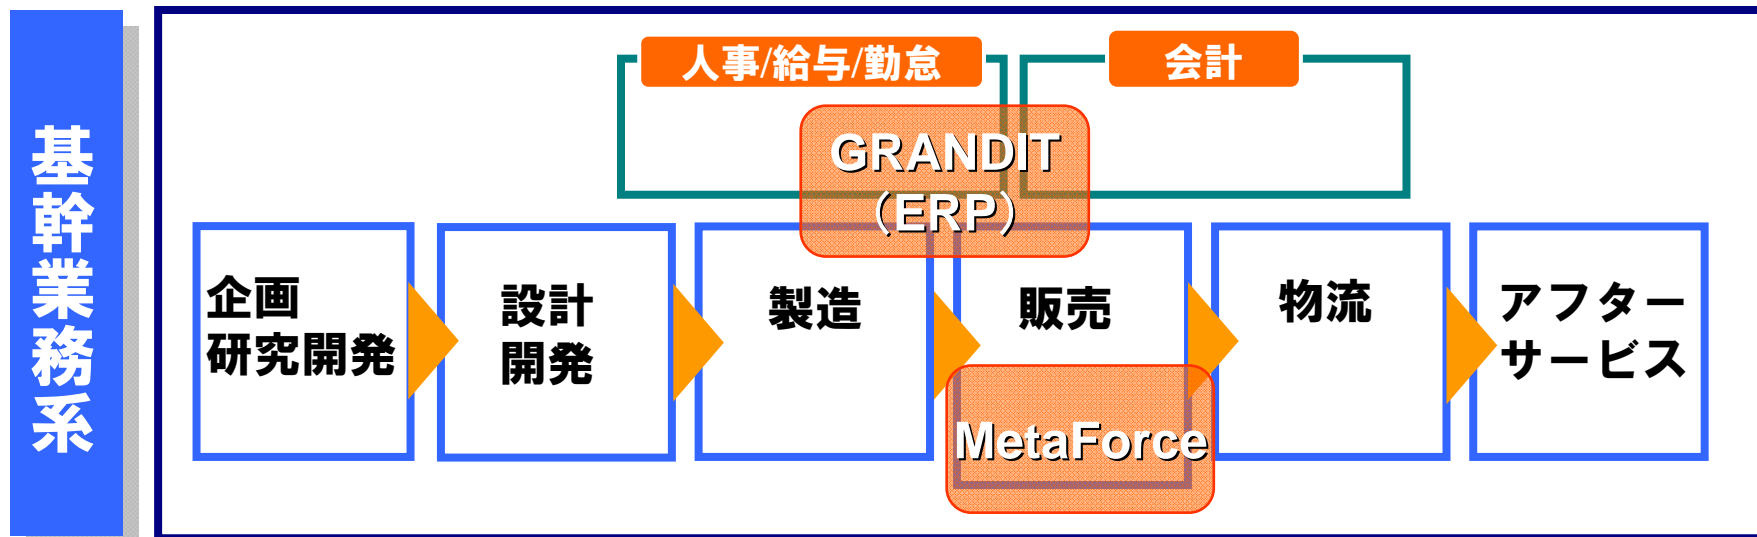 基幹業務系
人事/給与/勤怠
会計
GRANDIT
（ERP）
企画
研究開発
設計
開発
製造
販売
物流
アフター
サービス
MetaForce